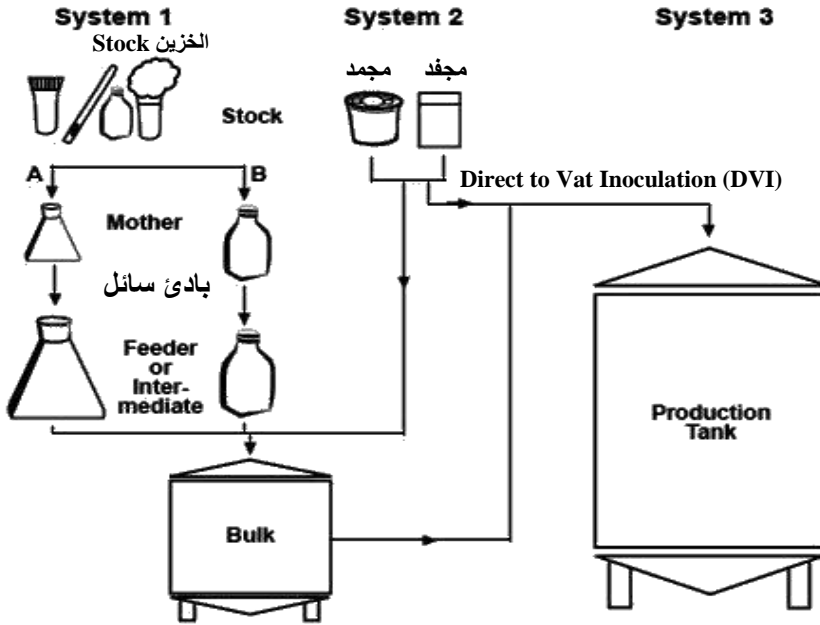 System 1
System 2
System 3
الخزين Stock
مجمد
مجفد
Stock
A
B
Direct to Vat Inoculation (DVI)
Mother
بادئ سائل
Feeder
or
Inter-
mediate
Production
Tank
Bulk